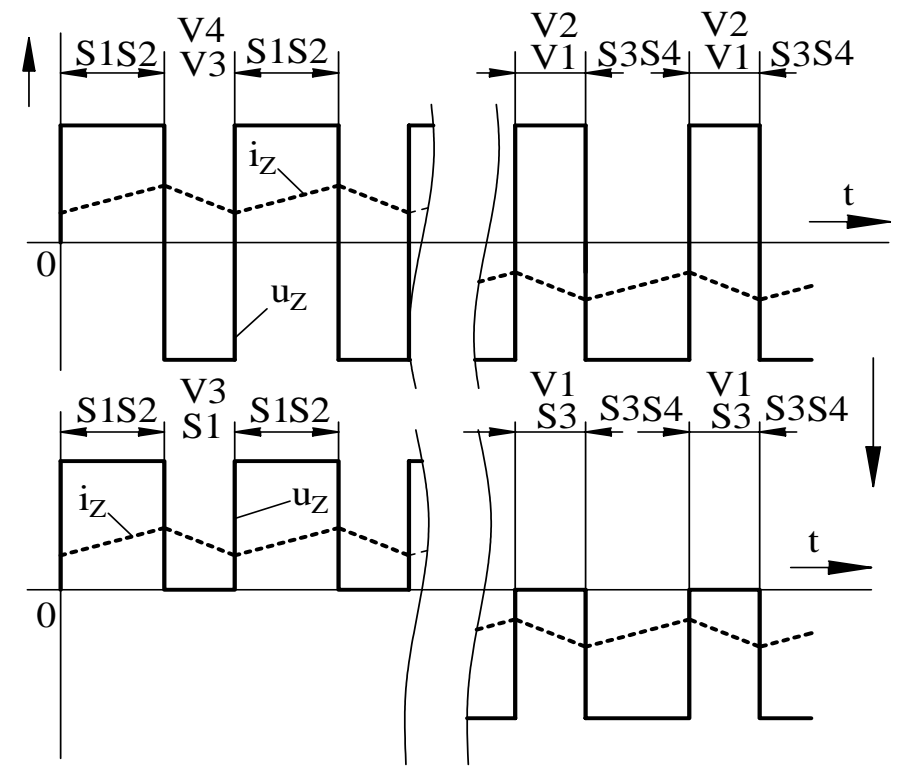 V4 V2 V2
S1S2 V3 S1S2 V1 S3S4 V1 S3S4
iZ
t
0
uZ
V3 V1 V1
S1S2 S1 S1S2 S3 S3S4 S3 S3S4
iZ uZ
t
0